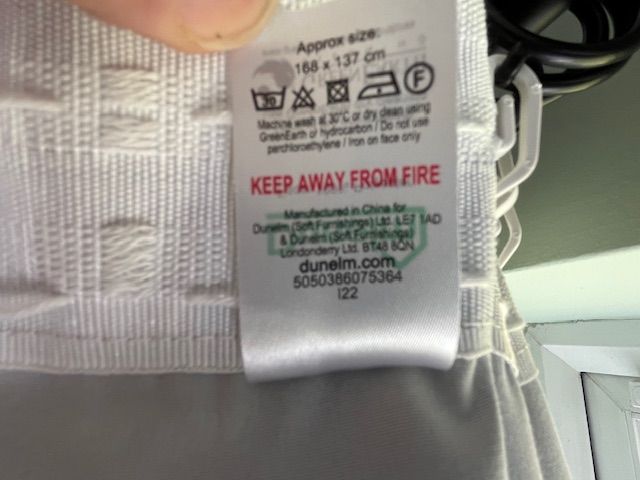 Approx size:
168 x 137 cm
30 F
Machine wash at 30°C or dry clean using
GreenEarth or hydrocarbon / Do not use
perchloroethylene / Iron on face only
KEEP AWAY FROM FIRE
Manufactured in China for
Dunelm (Soft Furnishings) Ltd. LE7 1AD
& Dunelm (Soft Furnishings)
Londonderry Ltd. BT48 8QN
dunelm.com
5050386075364
I22